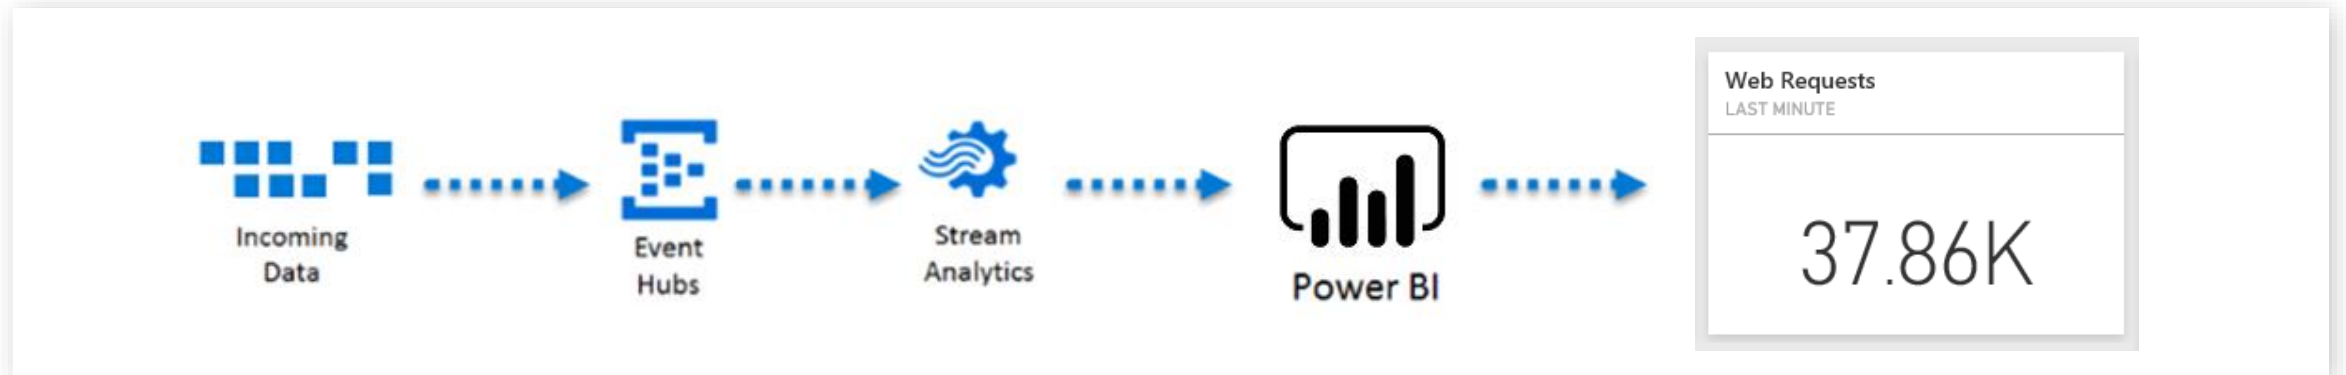 Incoming
Data
Event
Hubs
Stream
Analytics
Power BI
Web Requests
LAST MINUTE
37.86K